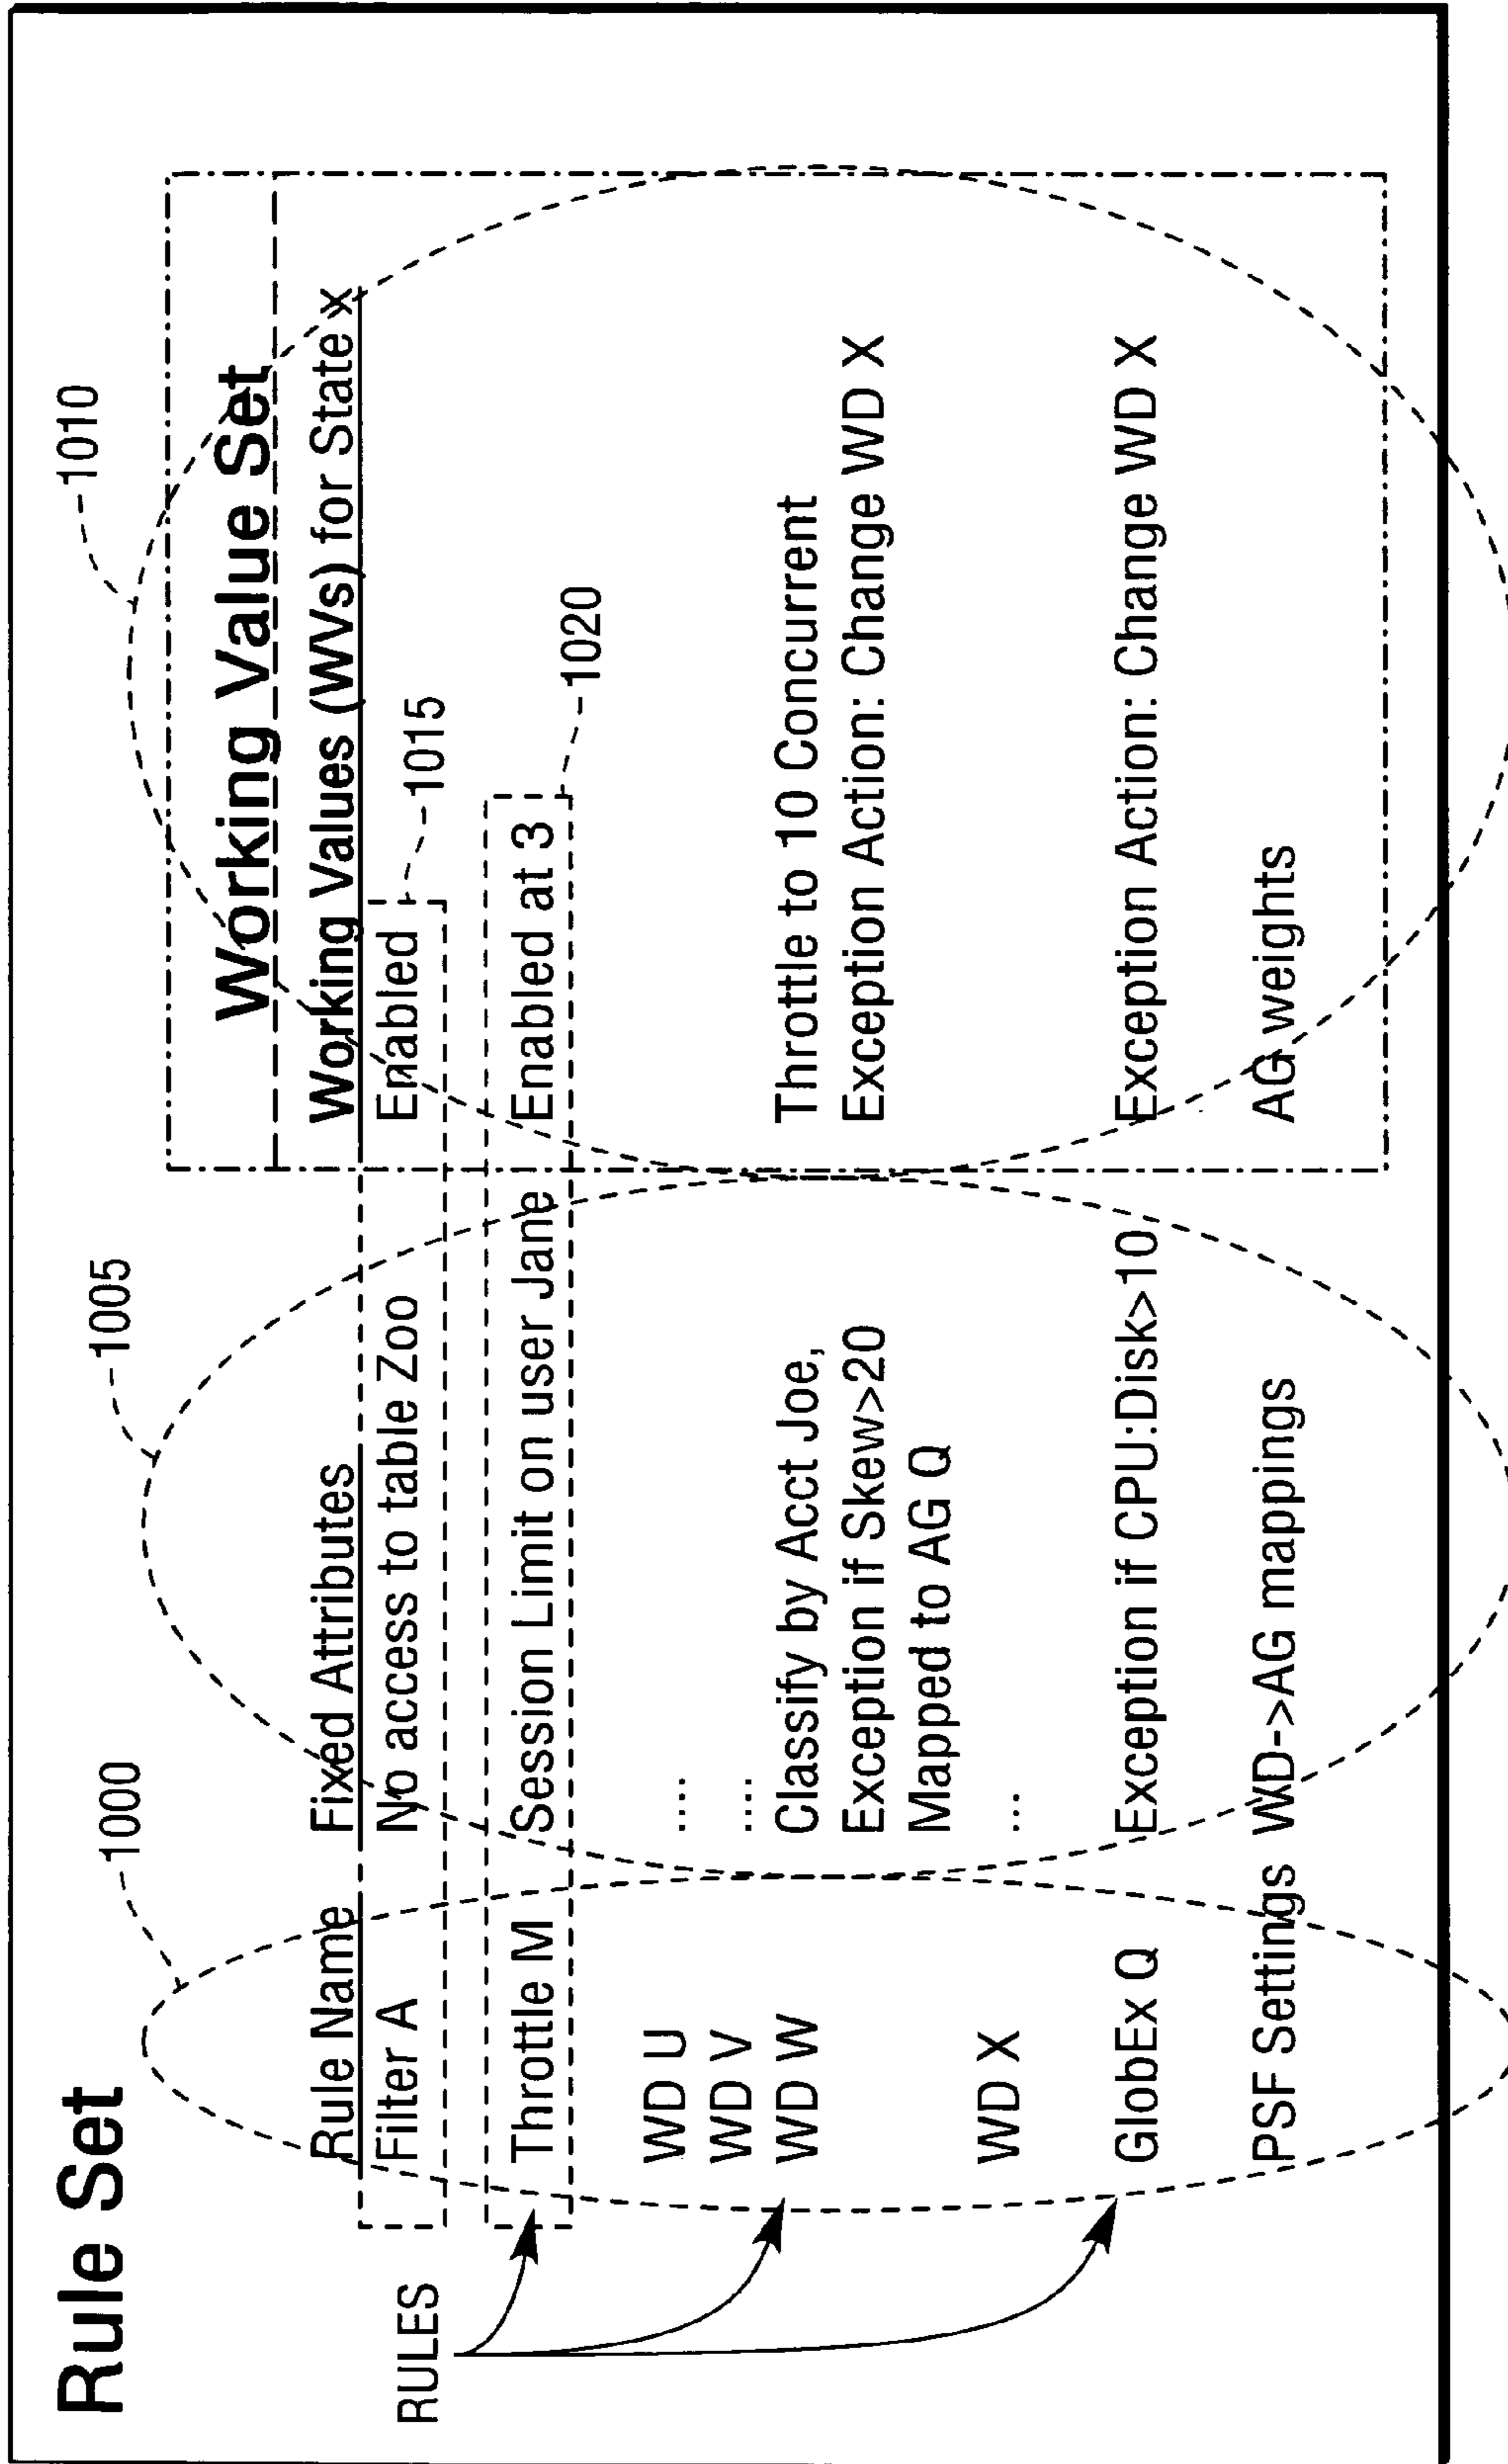 Rule Set
1000
1005
1010
Working Value Set
Rule Name Fixed Attributes Working Values (WVs) for State x
RULES
Filter A No access to table Zoo Enabled
1015
Throttle M Session Limit on user Jane Enabled at 3
1020
WD U ....
WD V ....
WD W Classify by Acct Joe, Throttle to 10 Concurrent
Exception if Skew>20 Exception Action: Change WD X
Mapped to AG Q
WD X ...
GlobEx Q Exception if CPU:Disk>10 Exception Action: Change WD X
PSF Settings WD->AG mappings AG weights